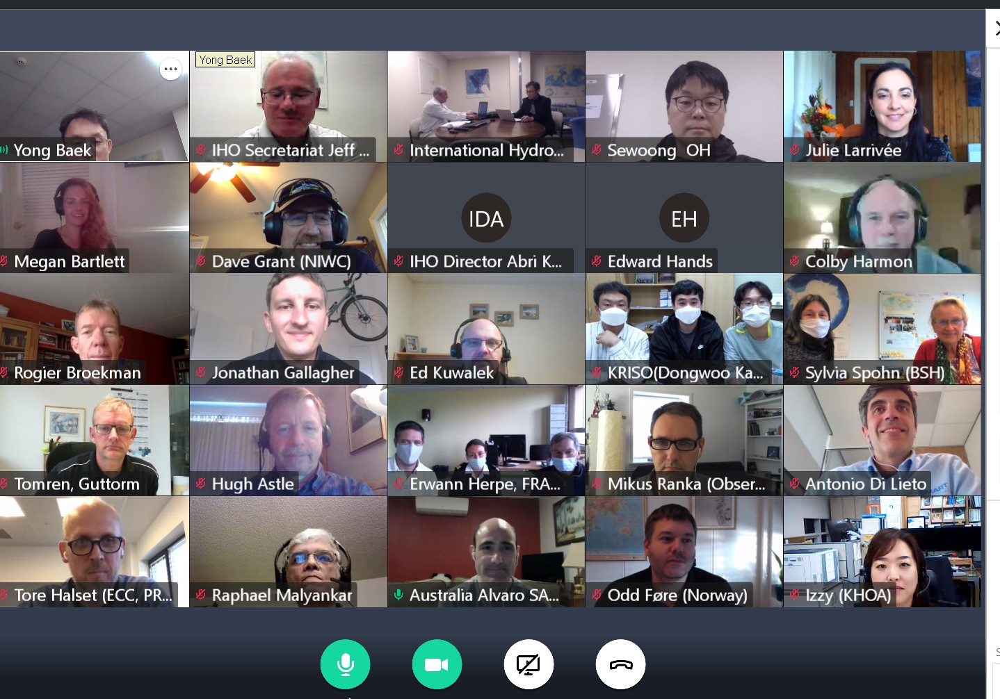 Yong Baek
Yong Baek
IHO Secretariat Jeff ...
International Hydro...
Sewoong OH
Julie Larrivée
Megan Bartlett
Dave Grant (NIWC)
IDA
IHO Director Abri K...
EH
Edward Hands
Colby Harmon
Rogier Broekman
Jonathan Gallagher
Ed Kuwalek
KRISO(Dongwoo Ka...
Sylvia Spohn (BSH)
Tomren, Guttorm
Hugh Astle
Erwann Herpe, FRA...
Mikus Ranka (Obser...
Antonio Di Lieto
Tore Halset (ECC, PR...
Raphael Malyankar
Australia Alvaro SA...
Odd Føre (Norway)
Izzy (KHOA)